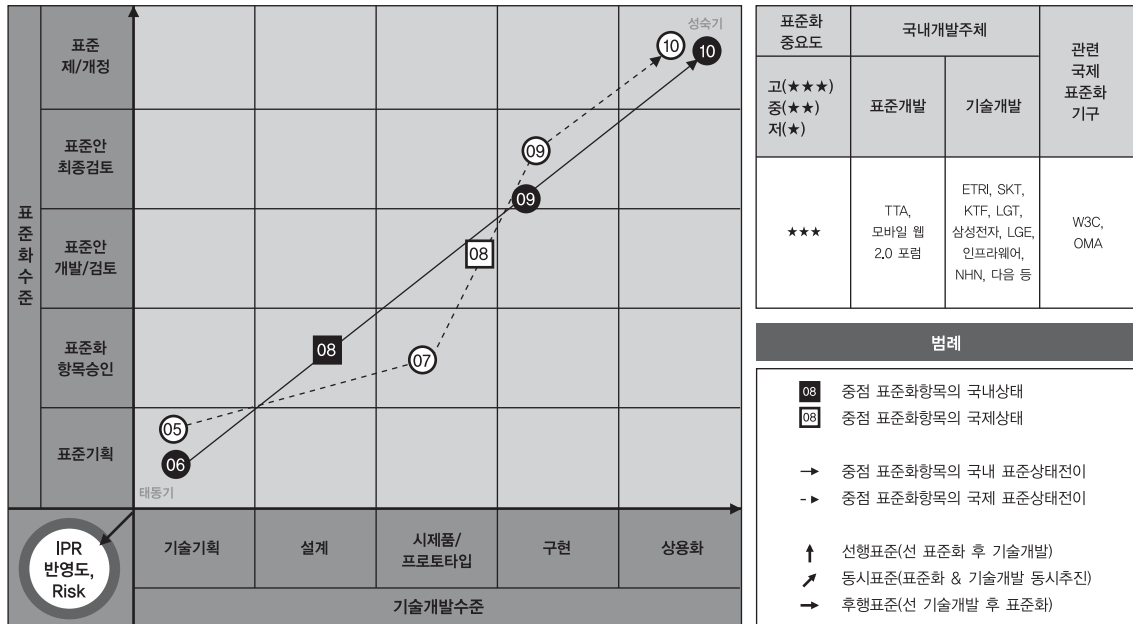 성숙기
표준
제/개정
표준안
최종검토
표준안
개발/검토
표준화
항목승인
표준기획
표준화수준
10
10
09
09
08
08
07
05
06
태동기
IPR
반영도,
Risk
기술기획
설계
시제품/
프로토타입
구현
상용화
기술개발수준
표준화
중요도
국내개발주체
관련
국제
표준화
기구
고(★★★)
중(★★)
저(★)
표준개발
기술개발
★★★
TTA,
모바일 웹
2.0 포럼
ETRI, SKT,
KTF, LGT,
삼성전자, LGE,
인프라웨어,
NHN, 다음 등
W3C,
OMA
범례
08 중점 표준화항목의 국내상태
08 중점 표준화항목의 국제상태
중점 표준화항목의 국내 표준상태전이
중점 표준화항목의 국제 표준상태전이
선행표준(선 표준화 후 기술개발)
동시표준(표준화 & 기술개발 동시추진)
후행표준(선 기술개발 후 표준화)